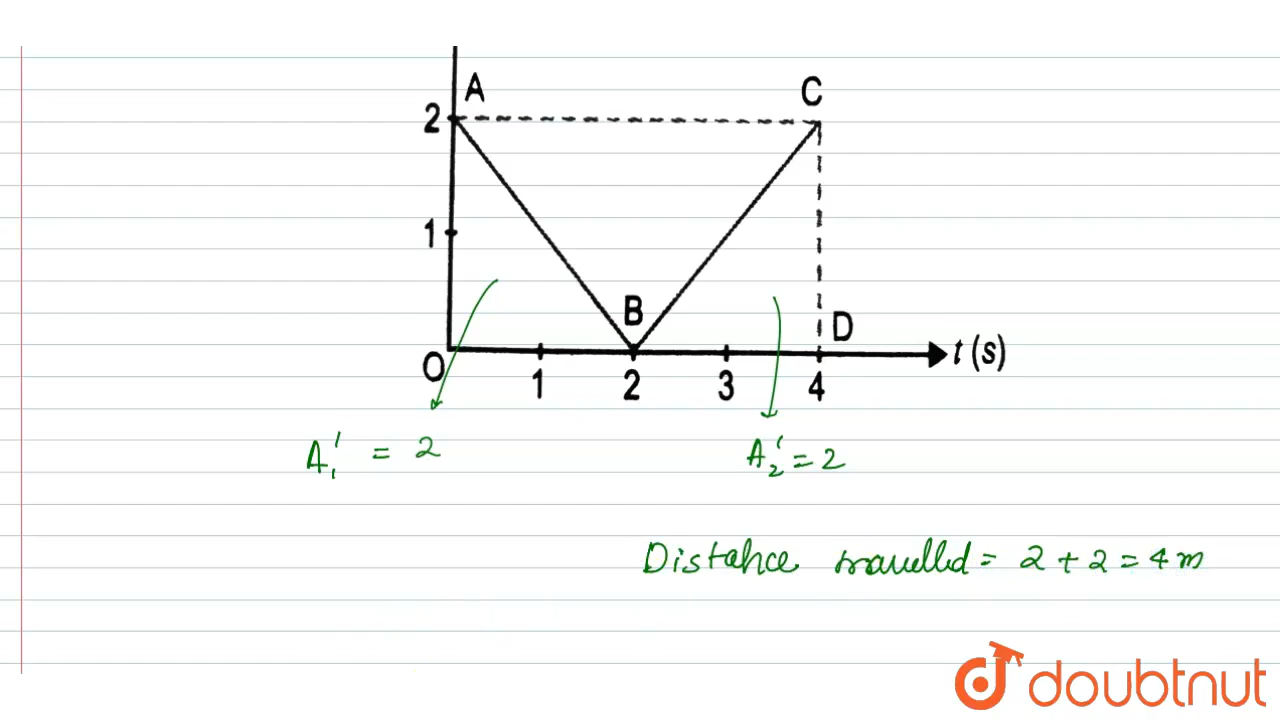 A C
2
1
B
D
O
t (s)
1 2 3 4
A₁' = 2
A₂' = 2
Distance travelled = 2 + 2 = 4 m
doubtnut